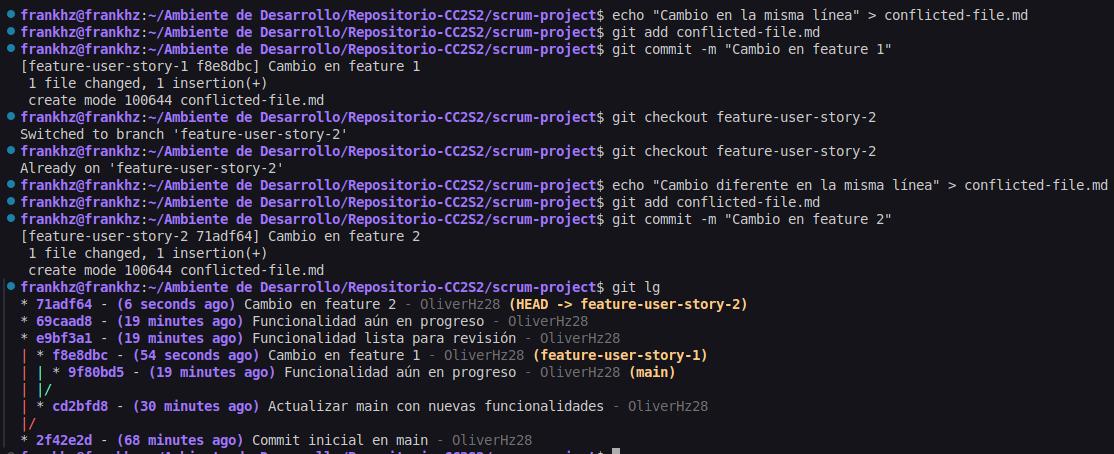 frankhz@frankhz:~/Ambiente de Desarrollo/Repositorio-CC2S2/scrum-project$ echo "Cambio en la misma línea" > conflicted-file.md
frankhz@frankhz:~/Ambiente de Desarrollo/Repositorio-CC2S2/scrum-project$ git add conflicted-file.md
frankhz@frankhz:~/Ambiente de Desarrollo/Repositorio-CC2S2/scrum-project$ git commit -m "Cambio en feature 1"
[feature-user-story-1 f8e8dbc] Cambio en feature 1
 1 file changed, 1 insertion(+)
 create mode 100644 conflicted-file.md
frankhz@frankhz:~/Ambiente de Desarrollo/Repositorio-CC2S2/scrum-project$ git checkout feature-user-story-2
Switched to branch 'feature-user-story-2'
frankhz@frankhz:~/Ambiente de Desarrollo/Repositorio-CC2S2/scrum-project$ git checkout feature-user-story-2
Already on 'feature-user-story-2'
frankhz@frankhz:~/Ambiente de Desarrollo/Repositorio-CC2S2/scrum-project$ echo "Cambio diferente en la misma línea" > conflicted-file.md
frankhz@frankhz:~/Ambiente de Desarrollo/Repositorio-CC2S2/scrum-project$ git add conflicted-file.md
frankhz@frankhz:~/Ambiente de Desarrollo/Repositorio-CC2S2/scrum-project$ git commit -m "Cambio en feature 2"
[feature-user-story-2 71adf64] Cambio en feature 2
 1 file changed, 1 insertion(+)
 create mode 100644 conflicted-file.md
frankhz@frankhz:~/Ambiente de Desarrollo/Repositorio-CC2S2/scrum-project$ git lg
* 71adf64 - (6 seconds ago) Cambio en feature 2 - OliverHz28 (HEAD -> feature-user-story-2)
* 69caad8 - (19 minutes ago) Funcionalidad aún en progreso - OliverHz28
* e9bf3a1 - (19 minutes ago) Funcionalidad lista para revisión - OliverHz28
| * f8e8dbc - (54 seconds ago) Cambio en feature 1 - OliverHz28 (feature-user-story-1)
| | * 9f80bd5 - (19 minutes ago) Funcionalidad aún en progreso - OliverHz28 (main)
| |/
| * cd2bfd8 - (30 minutes ago) Actualizar main con nuevas funcionalidades - OliverHz28
|/
* 2f42e2d - (68 minutes ago) Commit inicial en main - OliverHz28